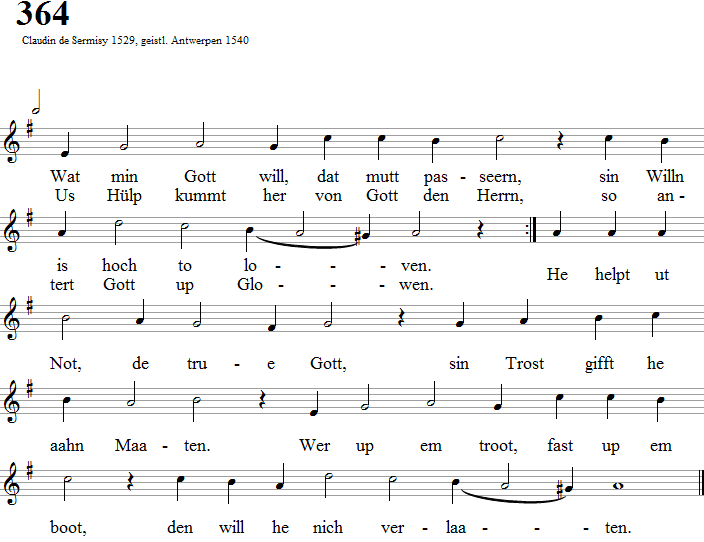 364
Claudin de Sermisy 1529, geistl. Antwerpen 1540
Wat min Gott will, dat mutt pas - seern, sin Willn
Us Hülp kummt her von Gott den Herrn, so an -
is hoch to lo - - - ven.
tert Gott up Glo - - - wen.
He helpt ut
Not, de tru - e Gott, sin Trost gifft he
aahn Maa - ten. Wer up em troot, fast up em
boot, den will he nich ver - laa - - - ten.